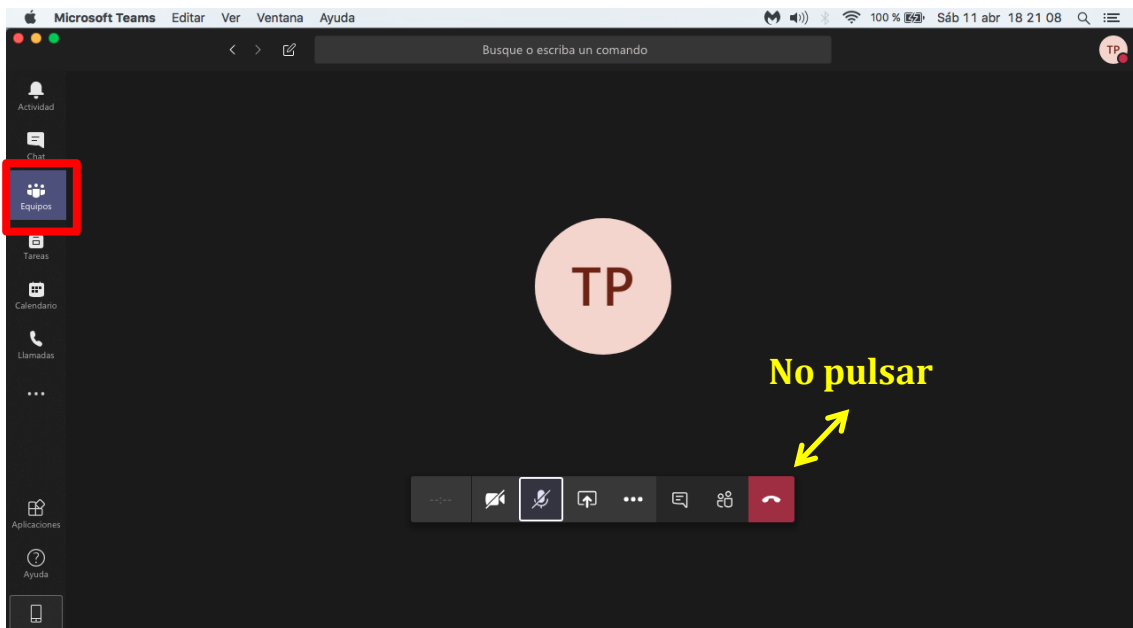 Microsoft Teams Editar Ver Ventana Ayuda 100 % Sáb 11 abr 18 21 08
Busque o escriba un comando
TP
Actividad
Chat
Equipos
Tareas
Calendario
Llamadas
TP
No pulsar
--:--
Aplicaciones
Ayuda